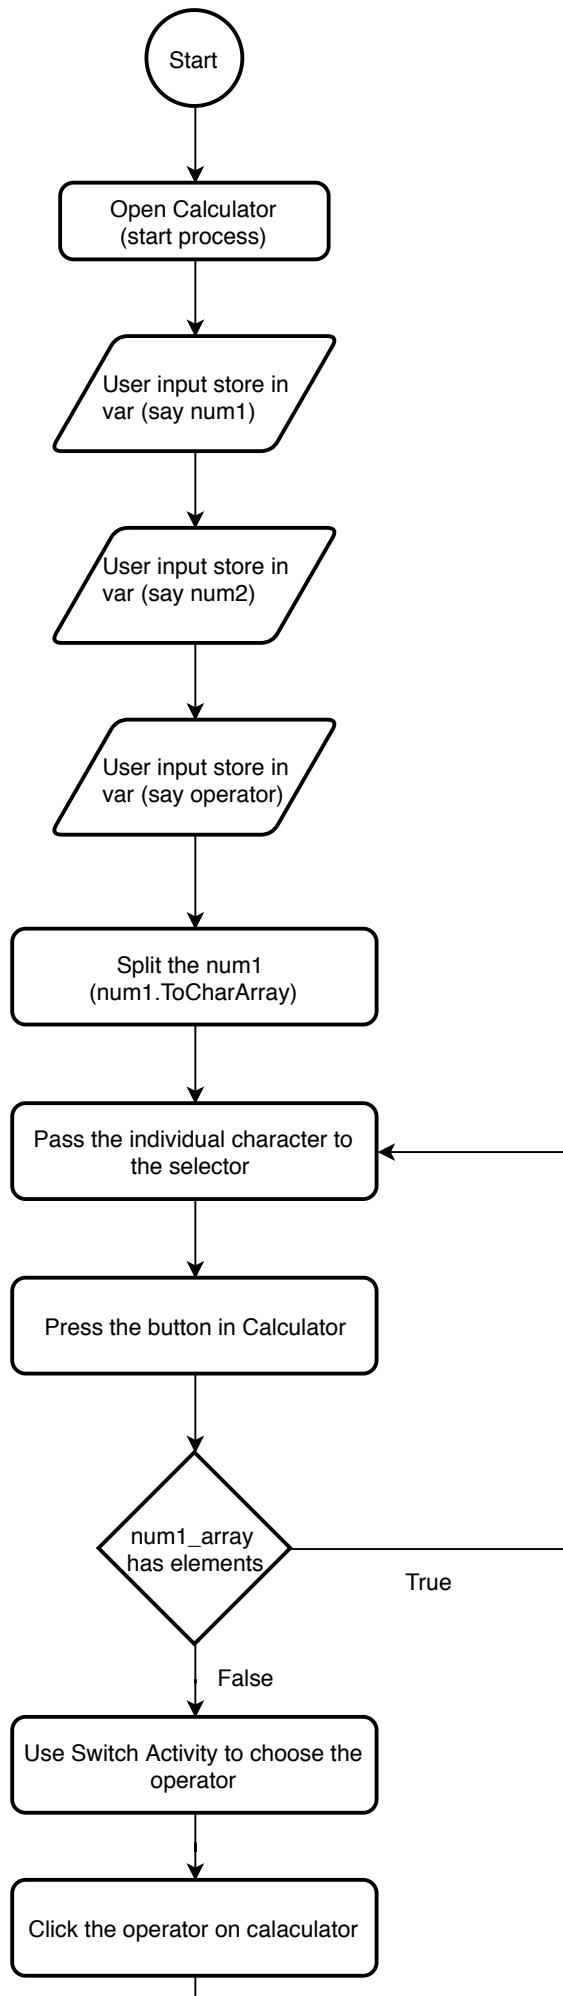 Start
Open Calculator
(start process)
User input store in
var (say num1)
User input store in
var (say num2)
User input store in
var (say operator)
Split the num1
(num1.ToCharArray)
Pass the individual character to
the selector
Press the button in Calculator
num1_array
has elements
True
False
Use Switch Activity to choose the
operator
Click the operator on calaculator